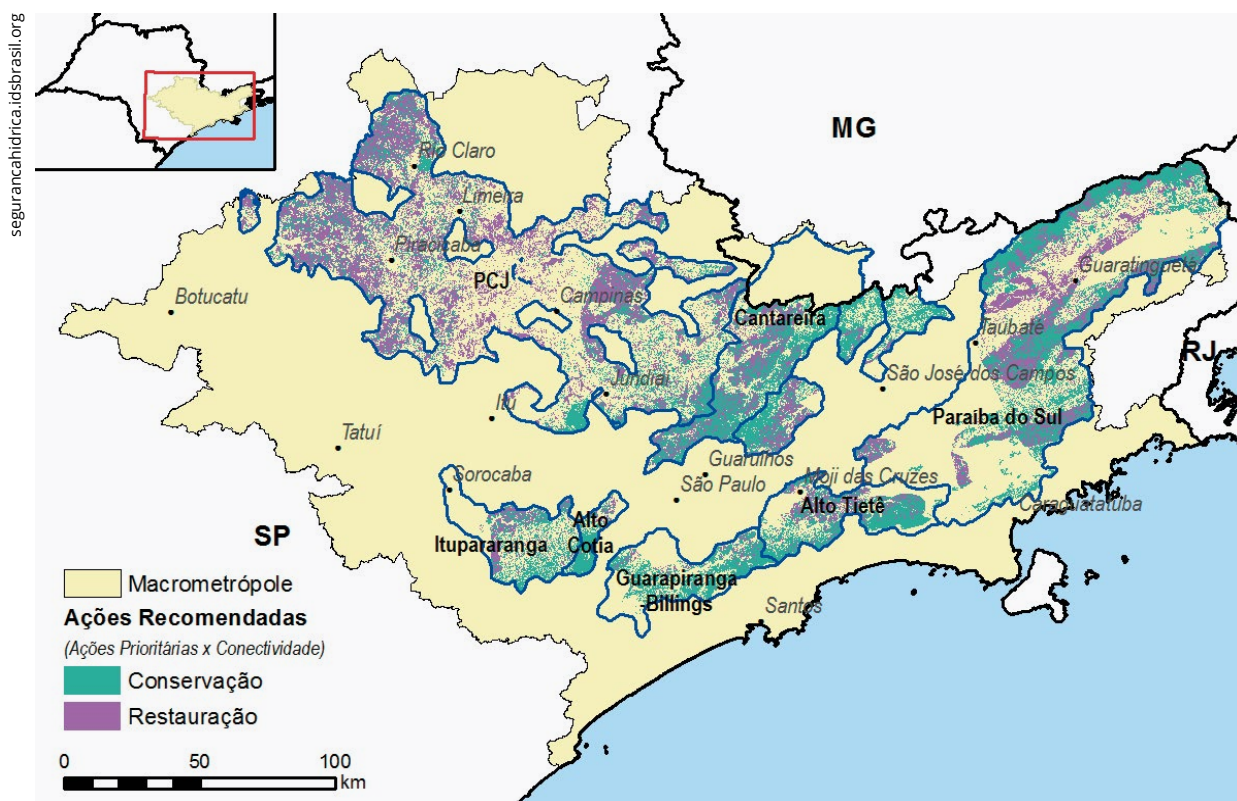 segurancahidrica.idsbrasil.org
MG
Rio Claro
Limeira
Piracicaba
PCJ
Botucatu
Campinas
Cantareira
Guaratinguetá
Taubaté
RJ
São José dos Campos
Jundiaí
Itu
Paraíba do Sul
Tatuí
Guarulhos
Sorocaba
São Paulo
Moji das Cruzes
Alto Tietê
Caraguatatuba
SP
Itupararanga
Alto
Cotia
Guarapiranga
-Billings
Santos
Macrometrópole
Ações Recomendadas
(Ações Prioritárias x Conectividade)
Conservação
Restauração
0 50 100
km